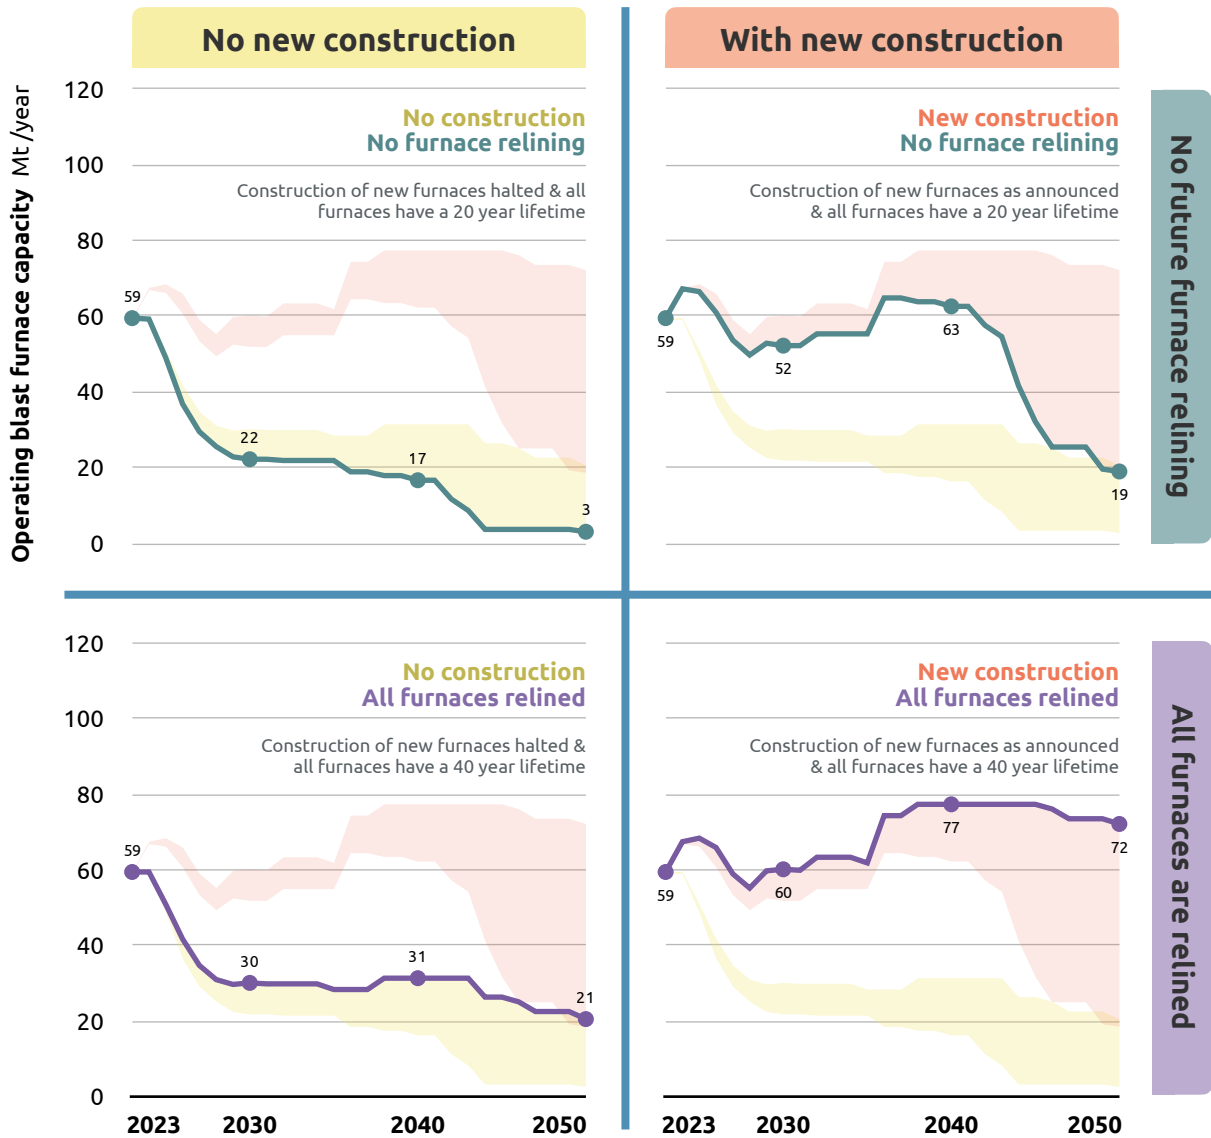 No new construction
With new construction
Operating blast furnace capacity Mt/year
120
100
80
60
40
20
0
No construction
No furnace relining
Construction of new furnaces halted & all
furnaces have a 20 year lifetime
59
22
17
3
New construction
No furnace relining
Construction of new furnaces as announced
& all furnaces have a 20 year lifetime
59
52
63
19
No future furnace relining
120
100
80
60
40
20
0
No construction
All furnaces relined
Construction of new furnaces halted &
all furnaces have a 40 year lifetime
59
30
31
21
2023
2030
2040
2050
New construction
All furnaces relined
Construction of new furnaces as announced
& all furnaces have a 40 year lifetime
59
60
77
72
2023
2030
2040
2050
All furnaces are relined